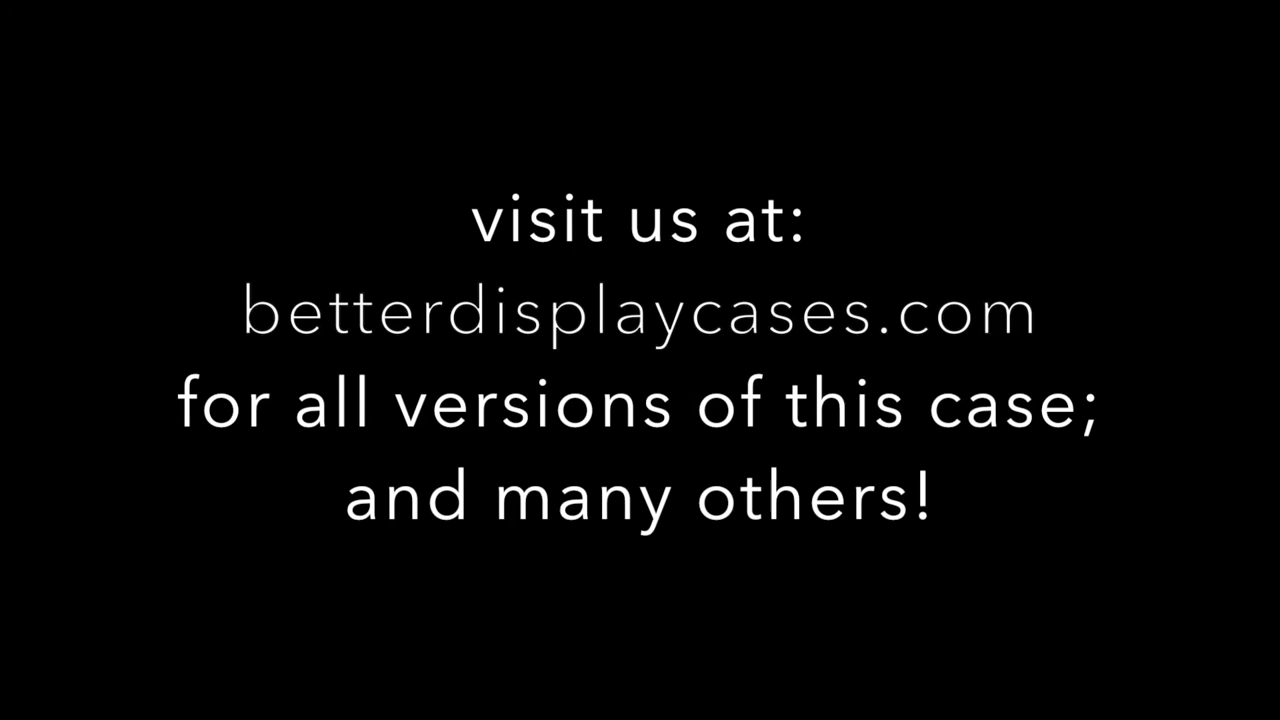 visit us at:
betterdisplaycases.com
for all versions of this case;
and many others!